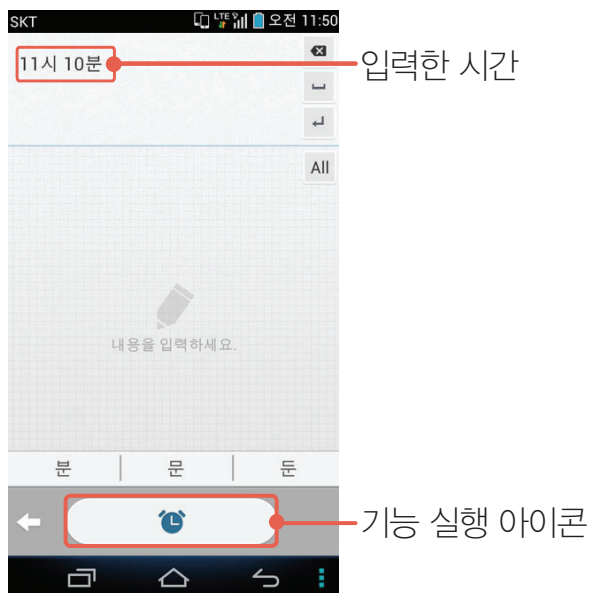 SKT LTE 오전 11:50
11시 10분
입력한 시간
All
내용을 입력하세요.
분 문 둔
기능 실행 아이콘